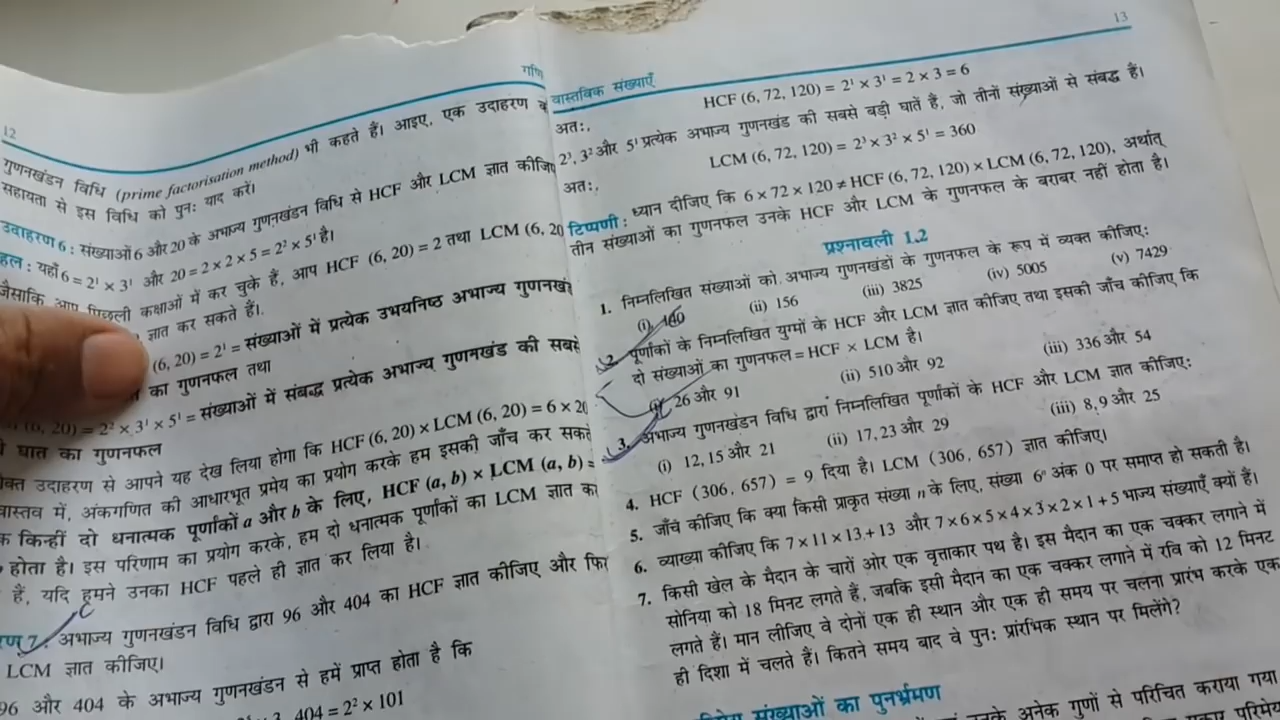 12
गणि
गुणनखंडन विधि (prime factorisation method) भी कहते हैं। आइए, एक उदाहरण
सहायता से इस विधि को पुनः याद करें।
उदाहरण 6 : संख्याओं 6 और 20 के अभाज्य गुणनखंडन विधि से HCF और LCM ज्ञात कीजिए
हल : यहाँ 6 = 2¹ × 3¹ और 20 = 2 × 2 × 5 = 2² × 5¹ है।
जैसाकि आप पिछली कक्षाओं में कर चुके हैं, आप HCF (6, 20) = 2 तथा LCM (6, 20
ज्ञात कर सकते हैं।
(6, 20) = 2¹ = संख्याओं में प्रत्येक उभयनिष्ठ अभाज्य गुणनखं
का गुणनफल तथा
(6, 20) = 2² × 3¹ × 5¹ = संख्याओं में संबद्ध प्रत्येक अभाज्य गुणनखंड की सबसे
घात का गुणनफल
क्त उदाहरण से आपने यह देख लिया होगा कि HCF (6, 20) × LCM (6, 20) = 6 × 20
वास्तव में, अंकगणित की आधारभूत प्रमेय का प्रयोग करके हम इसकी जाँच कर सकते
क किन्हीं दो धनात्मक पूर्णांकों a और b के लिए, HCF (a, b) × LCM (a, b) =
होता है। इस परिणाम का प्रयोग करके, हम दो धनात्मक पूर्णांकों का LCM ज्ञात क
हैं, यदि हमने उनका HCF पहले ही ज्ञात कर लिया है।
रण 7 : अभाज्य गुणनखंडन विधि द्वारा 96 और 404 का HCF ज्ञात कीजिए और फिर
LCM ज्ञात कीजिए।
96 और 404 के अभाज्य गुणनखंडन से हमें प्राप्त होता है कि
404 = 2² × 101
वास्तविक संख्याएँ
13
HCF (6, 72, 120) = 2¹ × 3¹ = 2 × 3 = 6
अतः,
2³, 3² और 5¹ प्रत्येक अभाज्य गुणनखंड की सबसे बड़ी घातें हैं, जो तीनों संख्याओं से संबद्ध हैं।
LCM (6, 72, 120) = 2³ × 3² × 5¹ = 360
अतः,
टिप्पणी : ध्यान दीजिए कि 6 × 72 × 120 ≠ HCF (6, 72, 120) × LCM (6, 72, 120), अर्थात्
तीन संख्याओं का गुणनफल उनके HCF और LCM के गुणनफल के बराबर नहीं होता है।
प्रश्नावली 1.2
1. निम्नलिखित संख्याओं को अभाज्य गुणनखंडों के गुणनफल के रूप में व्यक्त कीजिए:
(i) 140 (ii) 156 (iii) 3825 (iv) 5005 (v) 7429
2. पूर्णांकों के निम्नलिखित युग्मों के HCF और LCM ज्ञात कीजिए तथा इसकी जाँच कीजिए कि
दो संख्याओं का गुणनफल = HCF × LCM है।
(i) 26 और 91 (ii) 510 और 92 (iii) 336 और 54
3. अभाज्य गुणनखंडन विधि द्वारा निम्नलिखित पूर्णांकों के HCF और LCM ज्ञात कीजिए:
(i) 12, 15 और 21 (ii) 17, 23 और 29 (iii) 8, 9 और 25
4. HCF (306, 657) = 9 दिया है। LCM (306, 657) ज्ञात कीजिए।
5. जाँच कीजिए कि क्या किसी प्राकृत संख्या n के लिए, संख्या 6ⁿ अंक 0 पर समाप्त हो सकती है।
6. व्याख्या कीजिए कि 7 × 11 × 13 + 13 और 7 × 6 × 5 × 4 × 3 × 2 × 1 + 5 भाज्य संख्याएँ क्यों हैं।
7. किसी खेल के मैदान के चारों ओर एक वृत्ताकार पथ है। इस मैदान का एक चक्कर लगाने में
सोनिया को 18 मिनट लगते हैं, जबकि इसी मैदान का एक चक्कर लगाने में रवि को 12 मिनट
लगते हैं। मान लीजिए वे दोनों एक ही स्थान और एक ही समय पर चलना प्रारंभ करके एक
ही दिशा में चलते हैं। कितने समय बाद वे पुनः प्रांरभिक स्थान पर मिलेंगे?
संख्याओं का पुनर्भ्रमण
अनेक गुणों से परिचित कराया गया